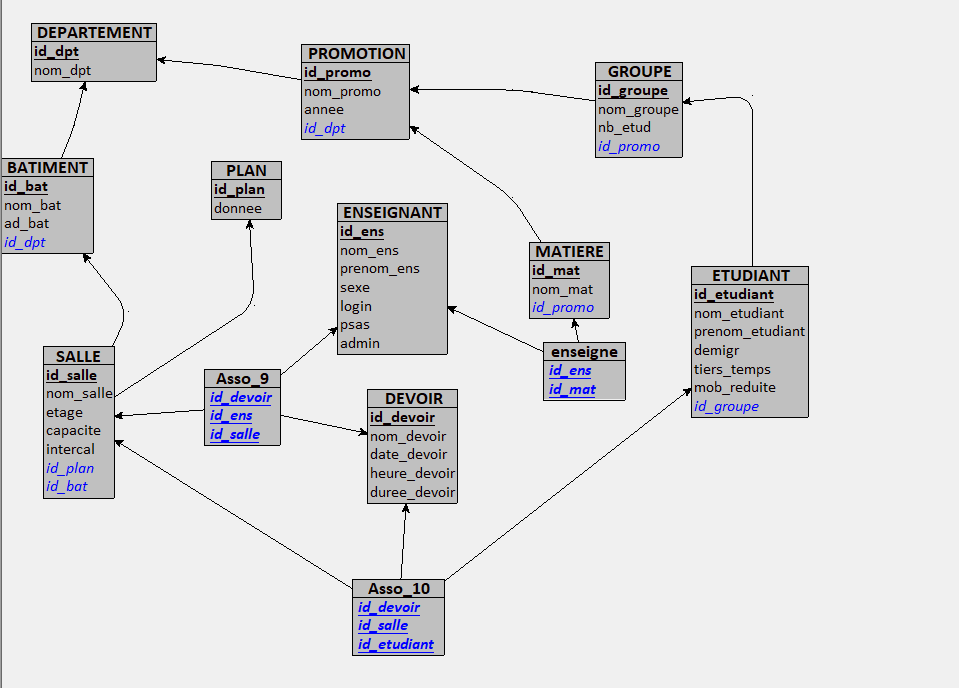 DEPARTEMENT
id_dpt
nom_dpt
PROMOTION
id_promo
nom_promo
annee
id_dpt
GROUPE
id_groupe
nom_groupe
nb_etud
id_promo
BATIMENT
id_bat
nom_bat
ad_bat
id_dpt
PLAN
id_plan
donnee
ENSEIGNANT
id_ens
nom_ens
prenom_ens
sexe
login
psas
admin
MATIERE
id_mat
nom_mat
id_promo
ETUDIANT
id_etudiant
nom_etudiant
prenom_etudiant
demigr
tiers_temps
mob_reduite
id_groupe
SALLE
id_salle
nom_salle
etage
capacite
intercal
id_plan
id_bat
Asso_9
id_devoir
id_ens
id_salle
enseigne
id_ens
id_mat
DEVOIR
id_devoir
nom_devoir
date_devoir
heure_devoir
duree_devoir
Asso_10
id_devoir
id_salle
id_etudiant